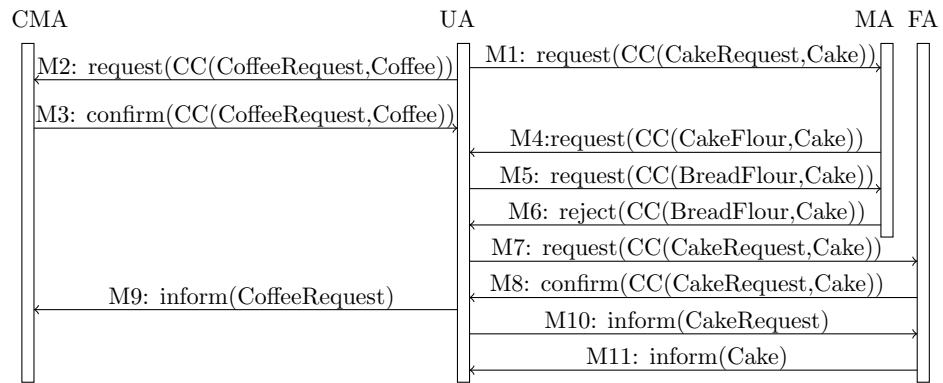 CMA UA MA FA
M1: request(CC(CakeRequest,Cake))
M2: request(CC(CoffeeRequest,Coffee))
M3: confirm(CC(CoffeeRequest,Coffee))
M4:request(CC(CakeFlour,Cake))
M5: request(CC(BreadFlour,Cake))
M6: reject(CC(BreadFlour,Cake))
M7: request(CC(CakeRequest,Cake))
M8: confirm(CC(CakeRequest,Cake))
M9: inform(CoffeeRequest)
M10: inform(CakeRequest)
M11: inform(Cake)